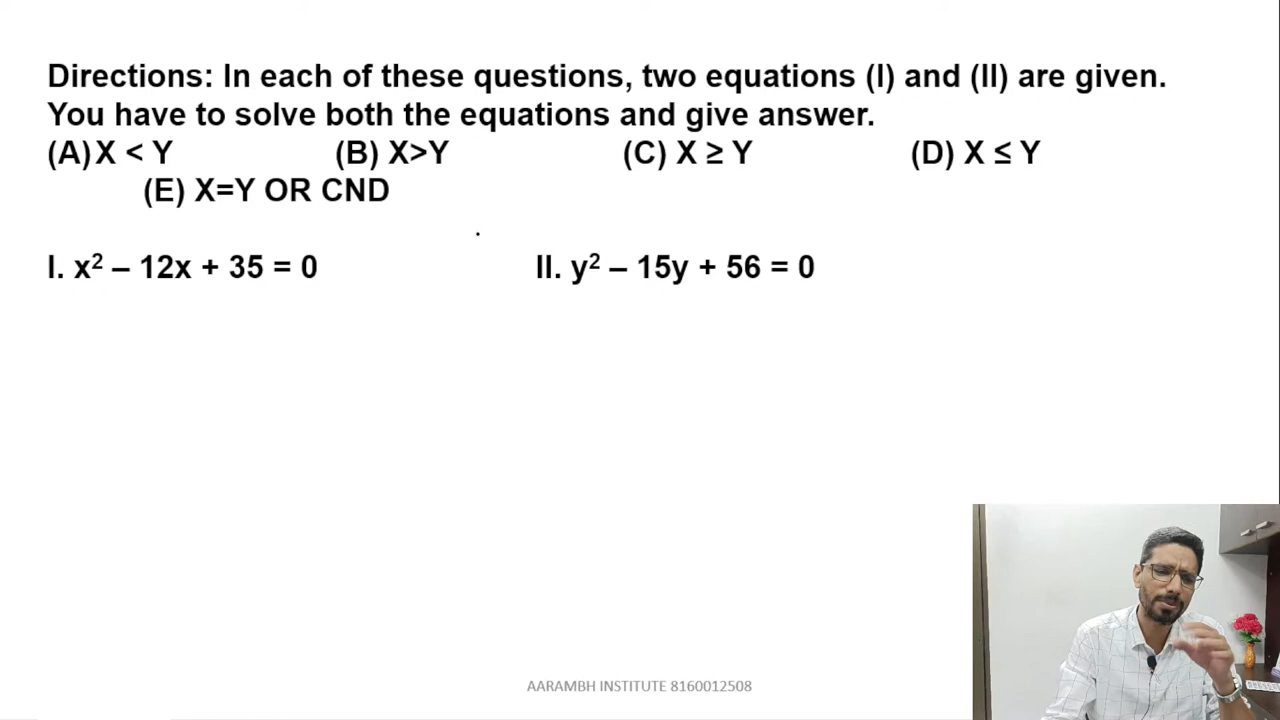 Directions: In each of these questions, two equations (I) and (II) are given.
You have to solve both the equations and give answer.
(A) X < Y (B) X>Y (C) X ≥ Y (D) X ≤ Y
(E) X=Y OR CND
I. x² – 12x + 35 = 0 II. y² – 15y + 56 = 0
AARAMBH INSTITUTE 8160012508